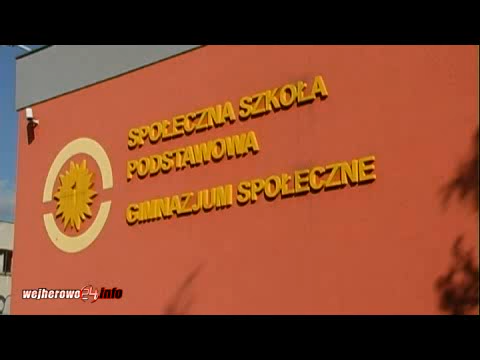 SPOŁECZNA SZKOŁA
PODSTAWOWA
GIMNAZJUM SPOŁECZNE
wejherowo24.info